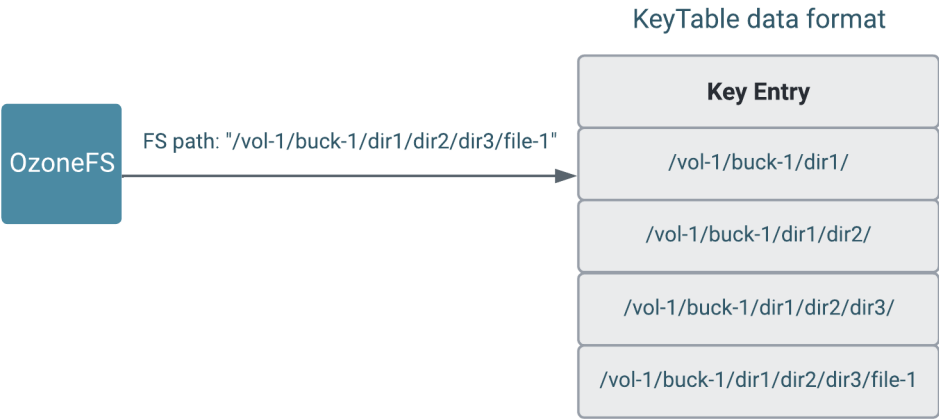 KeyTable data format
Key Entry
FS path: "/vol-1/buck-1/dir1/dir2/dir3/file-1"
OzoneFS
/vol-1/buck-1/dir1/
/vol-1/buck-1/dir1/dir2/
/vol-1/buck-1/dir1/dir2/dir3/
/vol-1/buck-1/dir1/dir2/dir3/file-1